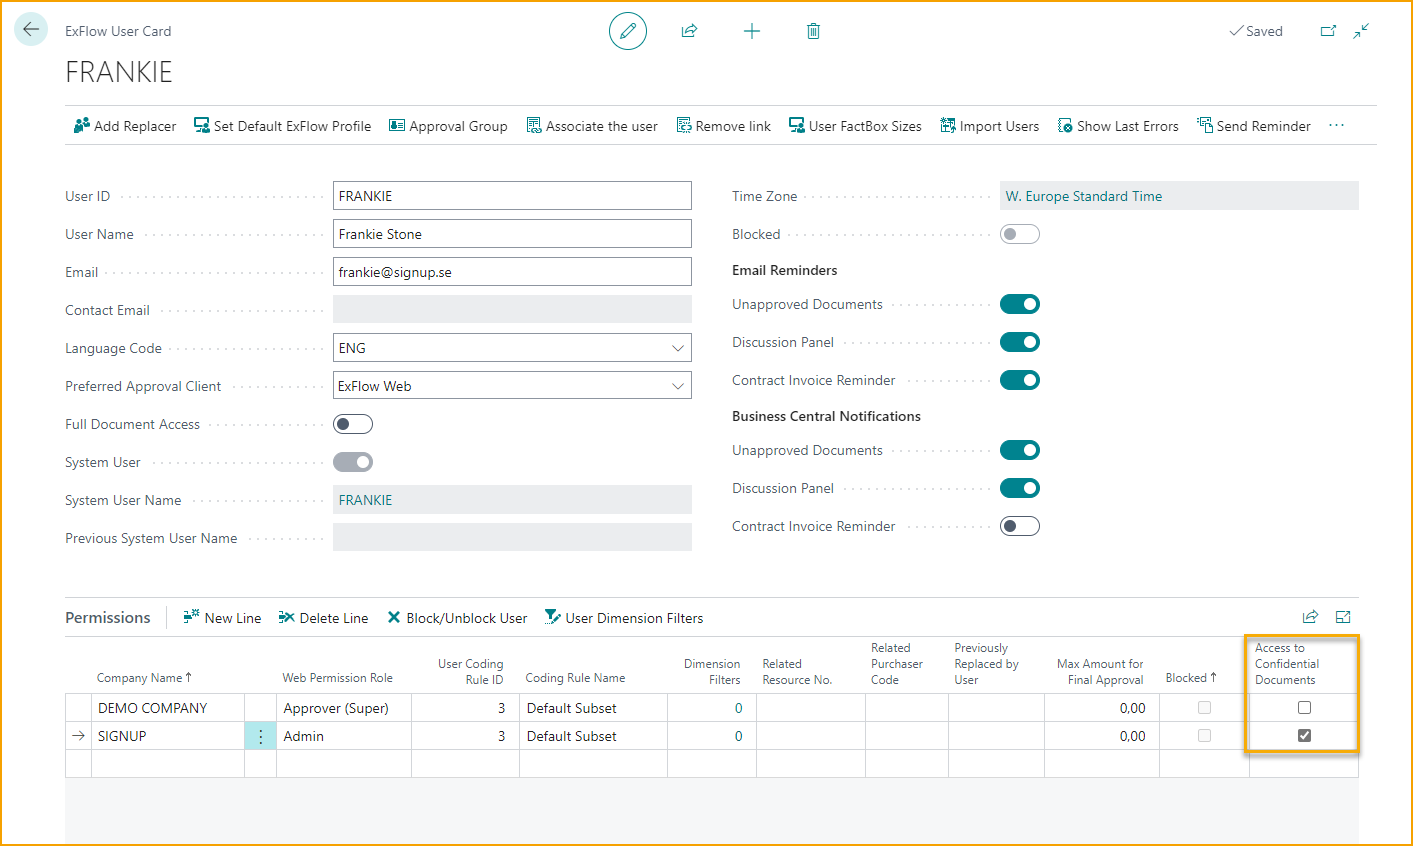 ExFlow User Card
Saved
FRANKIE
Add Replacer Set Default ExFlow Profile Approval Group Associate the user Remove link User FactBox Sizes Import Users Show Last Errors Send Reminder ...
User ID FRANKIE
User Name Frankie Stone
Email frankie@signup.se
Contact Email
Language Code ENG
Preferred Approval Client ExFlow Web
Full Document Access
System User
System User Name FRANKIE
Previous System User Name
Time Zone W. Europe Standard Time
Blocked
Email Reminders
Unapproved Documents
Discussion Panel
Contract Invoice Reminder
Business Central Notifications
Unapproved Documents
Discussion Panel
Contract Invoice Reminder
Permissions New Line Delete Line Block/Unblock User User Dimension Filters
Company Name ↑
Web Permission Role
User Coding
Rule ID
Coding Rule Name
Dimension
Filters
Related
Resource No.
Related
Purchaser
Code
Previously
Replaced by
User
Max Amount for
Final Approval
Blocked ↑
Access to
Confidential
Documents
DEMO COMPANY Approver (Super) 3 Default Subset 0 0,00
SIGNUP Admin 3 Default Subset 0 0,00